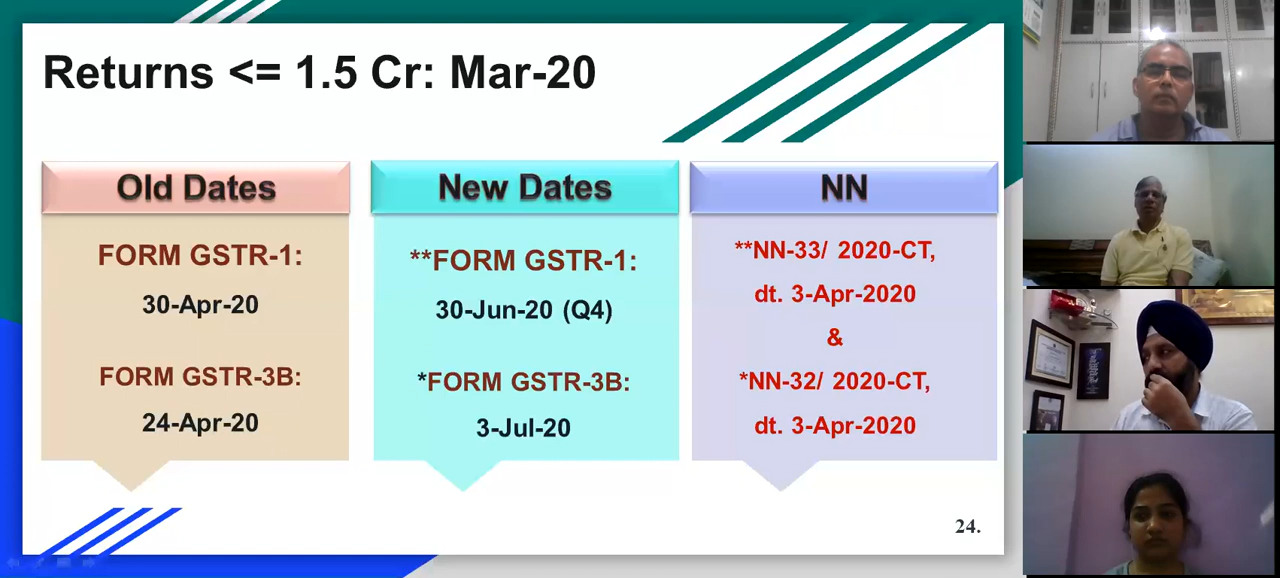 Returns <= 1.5 Cr: Mar-20
Old Dates
FORM GSTR-1:
30-Apr-20
FORM GSTR-3B:
24-Apr-20
New Dates
**FORM GSTR-1:
30-Jun-20 (Q4)
*FORM GSTR-3B:
3-Jul-20
NN
**NN-33/ 2020-CT,
dt. 3-Apr-2020
&
*NN-32/ 2020-CT,
dt. 3-Apr-2020
24.